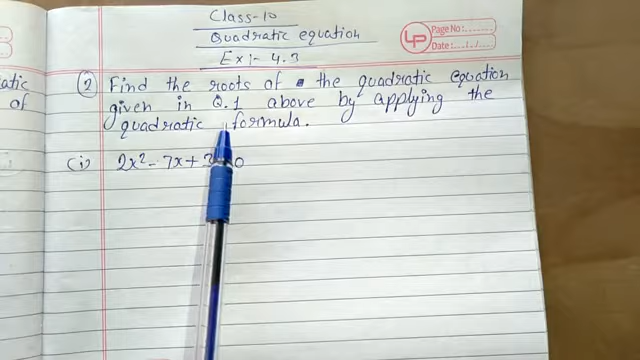 Class-10
Quadratic equation
Ex:- 4.3
LP
Page No:
Date: .../.../...
atic
of
② Find the roots of the quadratic equation
given in Q.1 above by applying the
quadratic formula.
(i) 2x² - 7x + 3 0